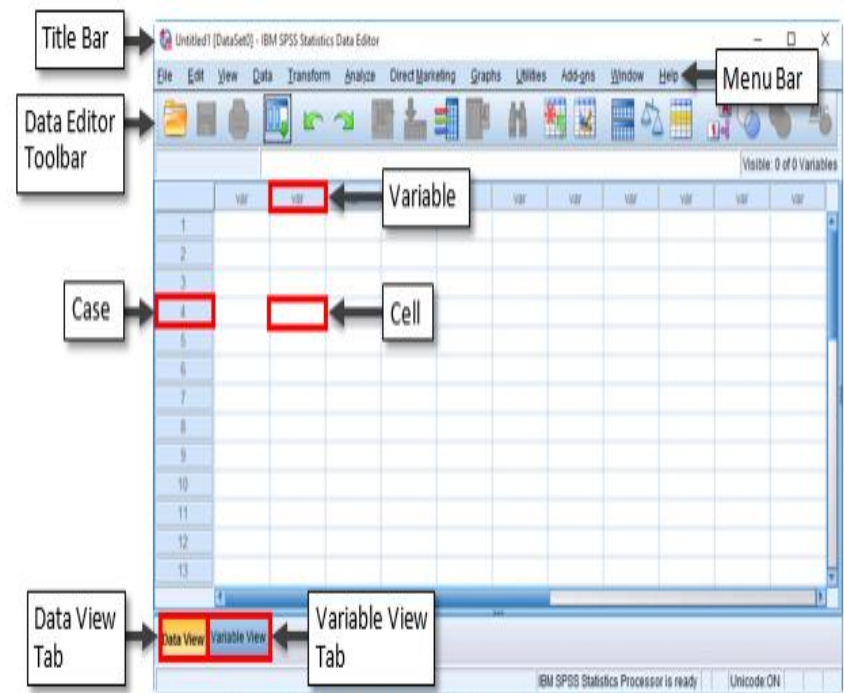 Title Bar
Untitled1 [DataSet0] - IBM SPSS Statistics Data Editor
File Edit View Data Transform Analyze Direct Marketing Graphs Utilities Add-ons Window Help
Menu Bar
Data Editor
Toolbar
Visible: 0 of 0 Variables
var var var var var var var var
Variable
1
2
3
Case
4
Cell
5
6
7
8
9
10
11
12
13
Data View
Tab
Data View Variable View
Variable View
Tab
IBM SPSS Statistics Processor is ready Unicode:ON